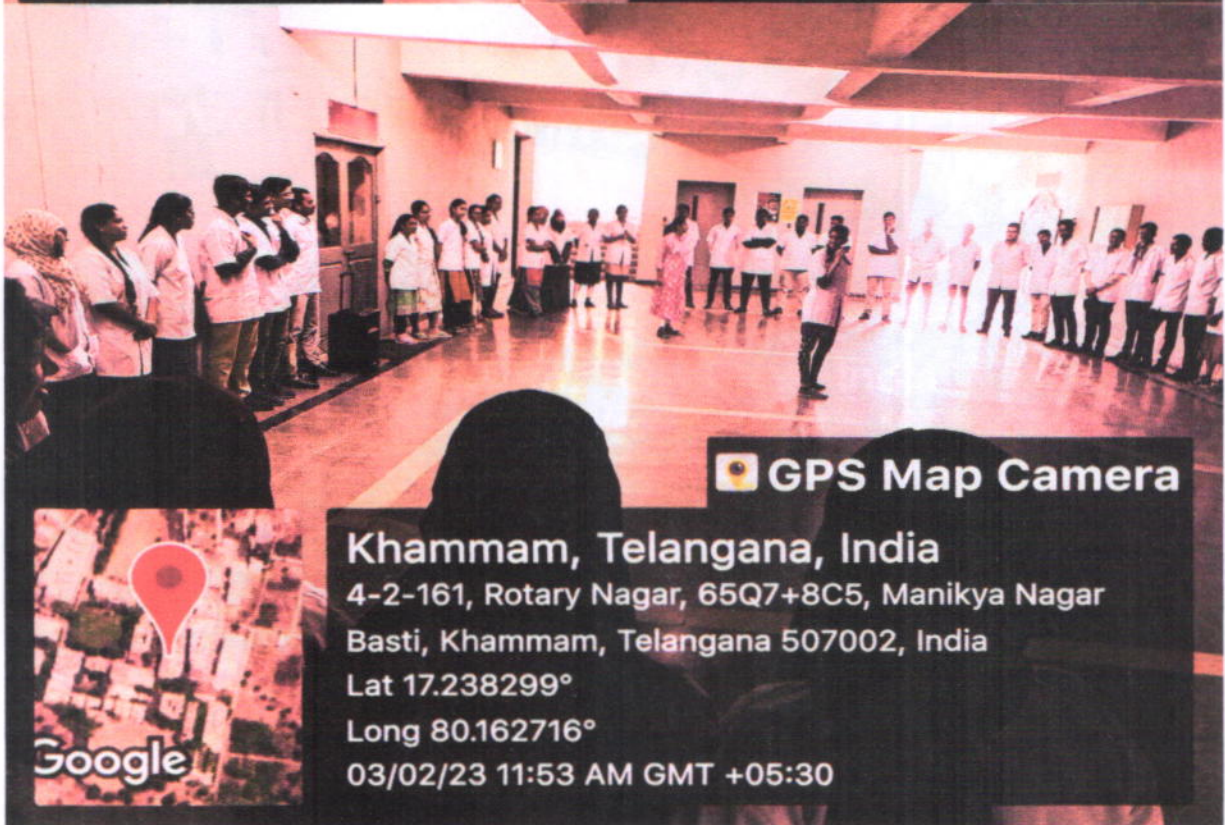 GPS Map Camera
Khammam, Telangana, India
4-2-161, Rotary Nagar, 65Q7+8C5, Manikya Nagar
Basti, Khammam, Telangana 507002, India
Lat 17.238299°
Long 80.162716°
03/02/23 11:53 AM GMT +05:30
Google